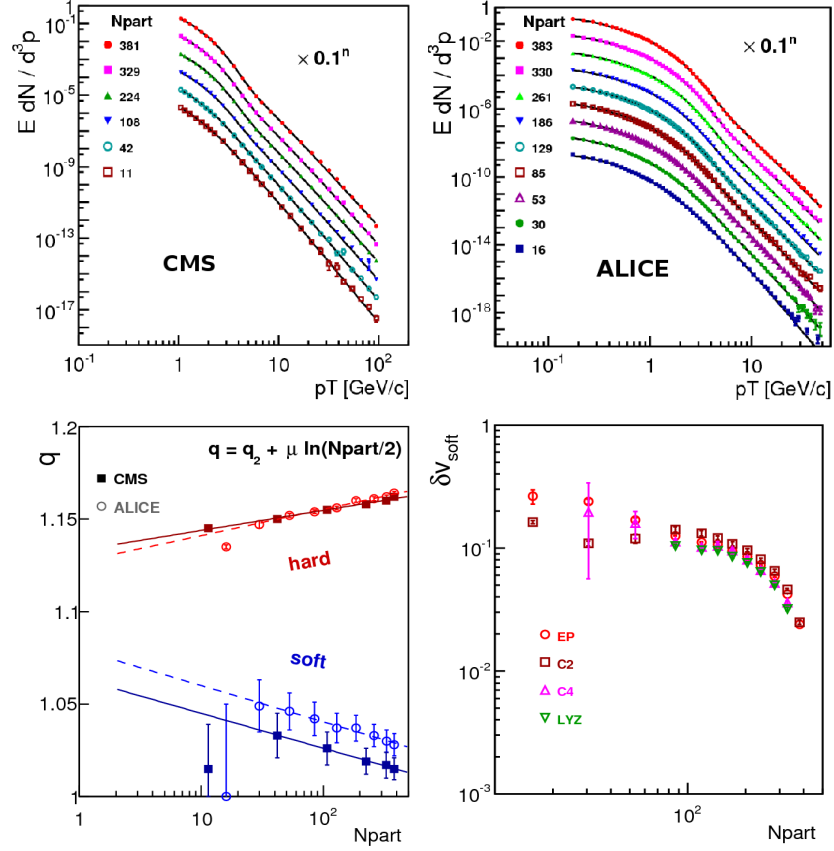 E dN / d³p
10⁻¹
10⁻⁵
10⁻⁹
10⁻¹³
10⁻¹⁷
Npart
381
329
224
108
42
11
× 0.1ⁿ
CMS
10⁻¹ 1 10 10²
pT [GeV/c]
E dN / d³p
10⁻²
10⁻⁶
10⁻¹⁰
10⁻¹⁴
10⁻¹⁸
Npart
383
330
261
186
129
85
53
30
16
× 0.1ⁿ
ALICE
10⁻¹ 1 10
pT [GeV/c]
q
1.2
1.15
1.1
1.05
1
q = q₂ + μ ln(Npart/2)
CMS
ALICE
hard
soft
1 10 10²
Npart
δv_soft
1
10⁻¹
10⁻²
10⁻³
EP
C2
C4
LYZ
10²
Npart